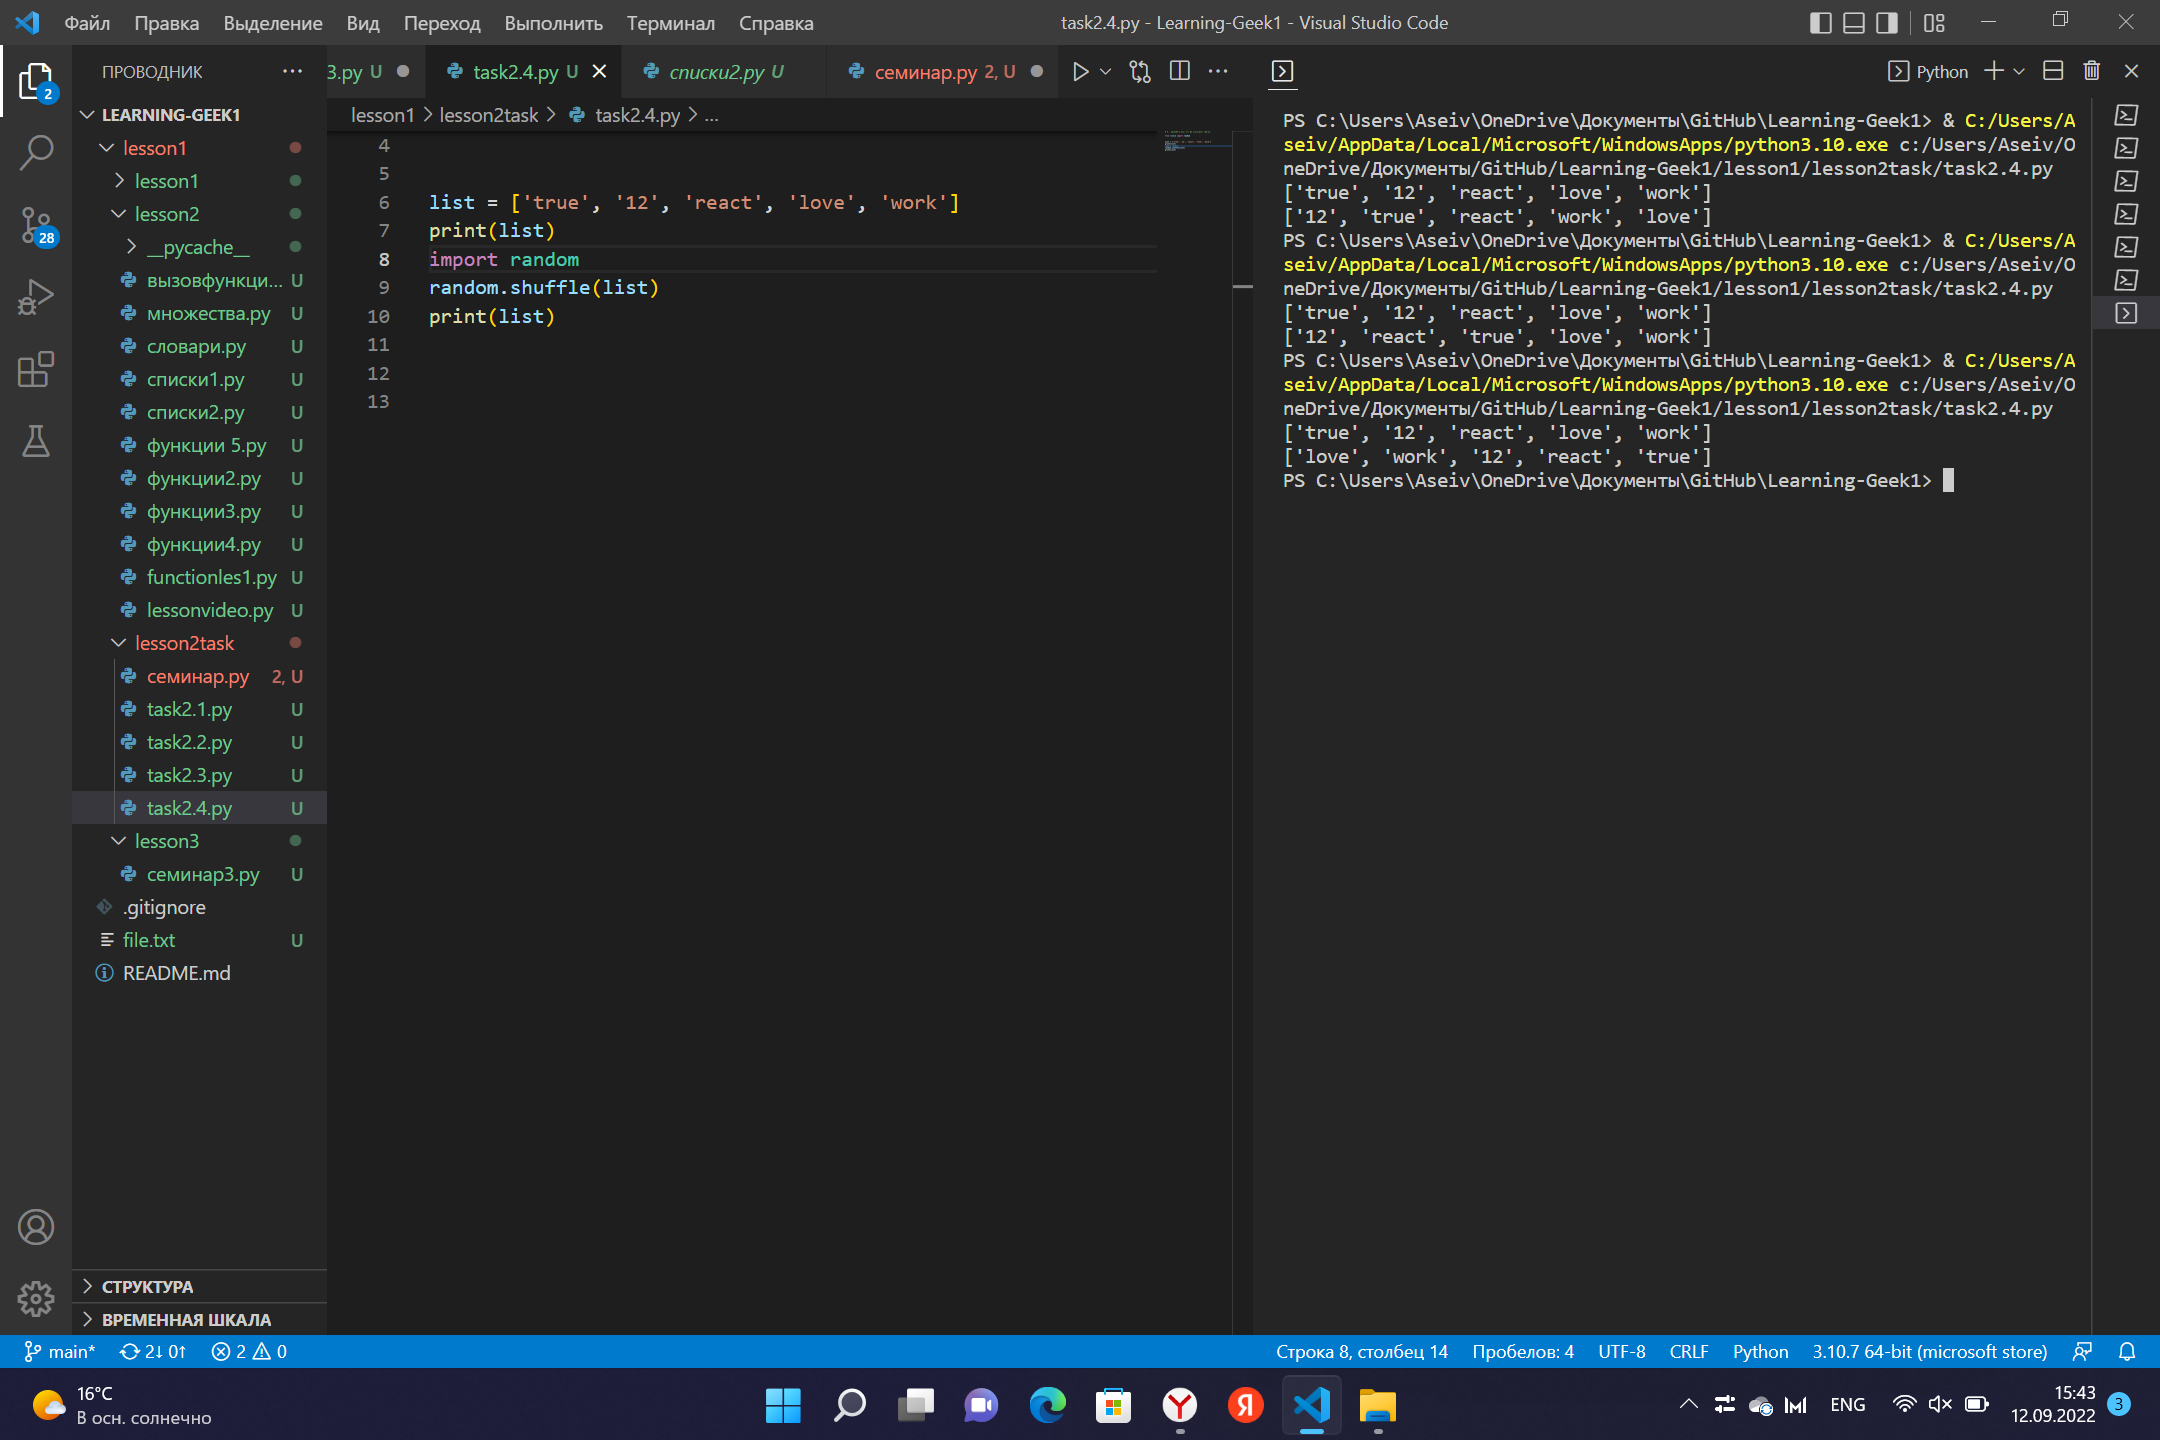 Файл Правка Выделение Вид Переход Выполнить Терминал Справка
task2.4.py - Learning-Geek1 - Visual Studio Code
ПРОВОДНИК
2
28
LEARNING-GEEK1
lesson1
lesson1
lesson2
__pycache__
вызовфункци... U
множества.py U
словари.py U
списки1.py U
списки2.py U
функции 5.py U
функции2.py U
функции3.py U
функции4.py U
functionles1.py U
lessonvideo.py U
lesson2task
семинар.py 2, U
task2.1.py U
task2.2.py U
task2.3.py U
task2.4.py U
lesson3
семинар3.py U
.gitignore
file.txt U
README.md
СТРУКТУРА
ВРЕМЕННАЯ ШКАЛА
3.py U task2.4.py U списки2.py U семинар.py 2, U
lesson1 > lesson2task > task2.4.py > ...
4
5
6 list = ['true', '12', 'react', 'love', 'work']
7 print(list)
8 import random
9 random.shuffle(list)
10 print(list)
11
12
13
Python
PS C:\Users\Aseiv\OneDrive\Документы\GitHub\Learning-Geek1> & C:/Users/A
seiv/AppData/Local/Microsoft/WindowsApps/python3.10.exe c:/Users/Aseiv/O
neDrive/Документы/GitHub/Learning-Geek1/lesson1/lesson2task/task2.4.py
['true', '12', 'react', 'love', 'work']
['12', 'true', 'react', 'work', 'love']
PS C:\Users\Aseiv\OneDrive\Документы\GitHub\Learning-Geek1> & C:/Users/A
seiv/AppData/Local/Microsoft/WindowsApps/python3.10.exe c:/Users/Aseiv/O
neDrive/Документы/GitHub/Learning-Geek1/lesson1/lesson2task/task2.4.py
['true', '12', 'react', 'love', 'work']
['12', 'react', 'true', 'love', 'work']
PS C:\Users\Aseiv\OneDrive\Документы\GitHub\Learning-Geek1> & C:/Users/A
seiv/AppData/Local/Microsoft/WindowsApps/python3.10.exe c:/Users/Aseiv/O
neDrive/Документы/GitHub/Learning-Geek1/lesson1/lesson2task/task2.4.py
['true', '12', 'react', 'love', 'work']
['love', 'work', '12', 'react', 'true']
PS C:\Users\Aseiv\OneDrive\Документы\GitHub\Learning-Geek1>
main* 2↓ 0↑ 2 0
Строка 8, столбец 14 Пробелов: 4 UTF-8 CRLF Python 3.10.7 64-bit (microsoft store)
16°C
В осн. солнечно
Я
ENG
15:43
12.09.2022
3